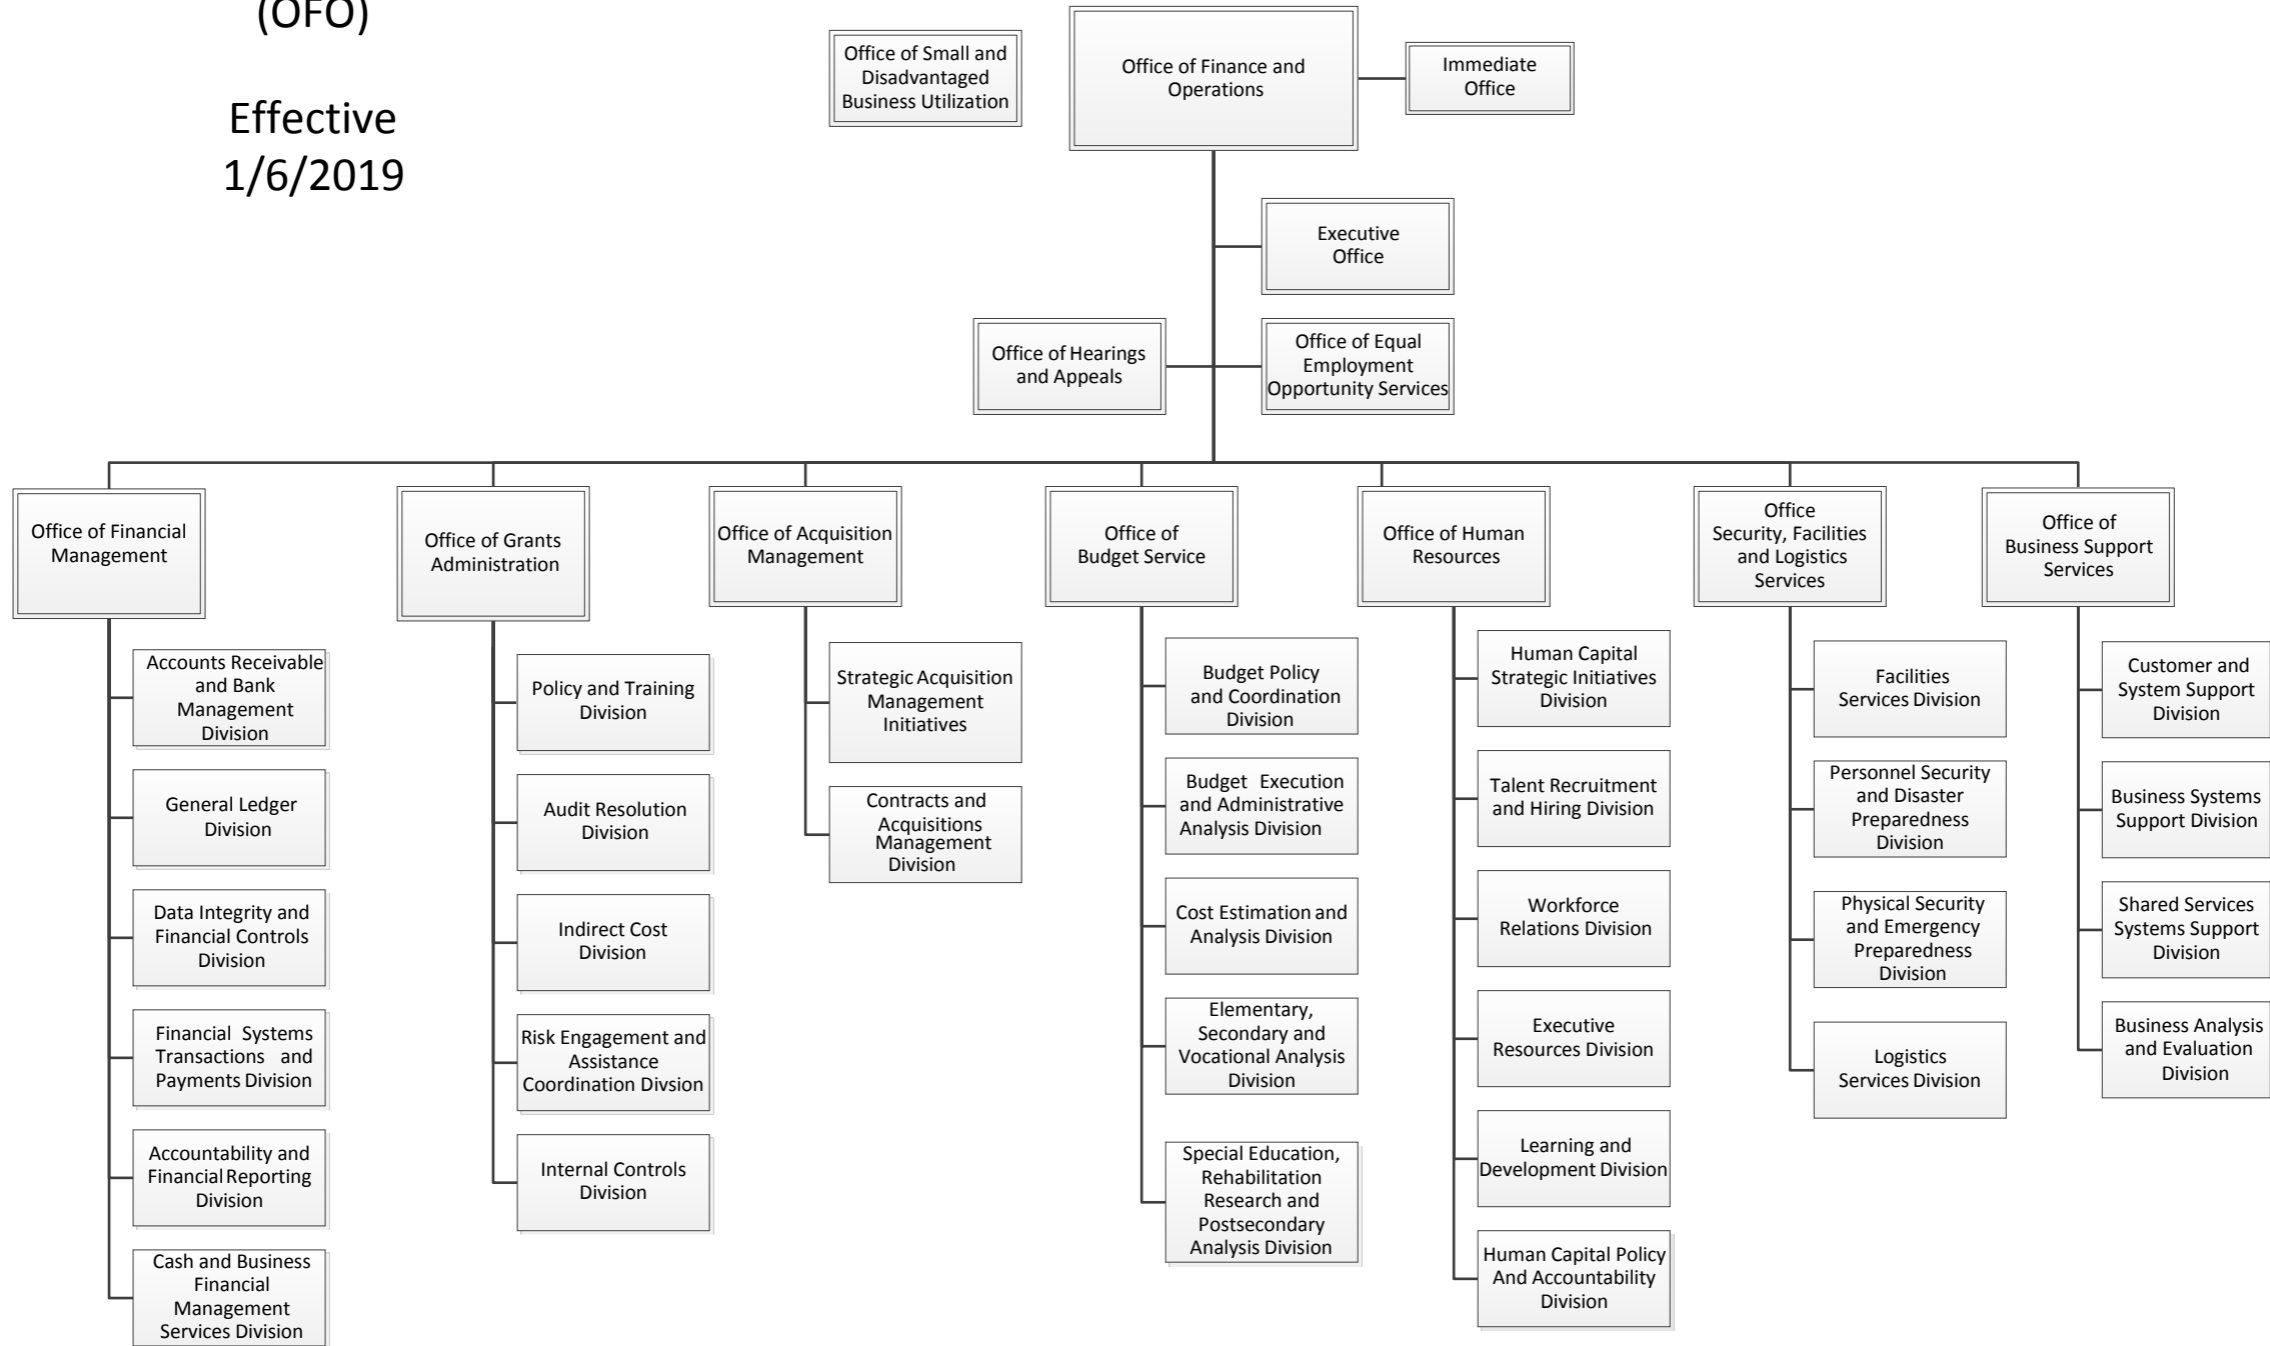 (OFO)
Effective
1/6/2019
Office of Small and
Disadvantaged
Business Utilization
Office of Finance and
Operations
Immediate
Office
Executive
Office
Office of Hearings
and Appeals
Office of Equal
Employment
Opportunity Services
Office of Financial
Management
Office of Grants
Administration
Office of Acquisition
Management
Office of
Budget Service
Office of Human
Resources
Office
Security, Facilities
and Logistics
Services
Office of
Business Support
Services
Accounts Receivable
and Bank
Management
Division
General Ledger
Division
Data Integrity and
Financial Controls
Division
Financial Systems
Transactions and
Payments Division
Accountability and
Financial Reporting
Division
Cash and Business
Financial
Management
Services Division
Policy and Training
Division
Audit Resolution
Division
Indirect Cost
Division
Risk Engagement and
Assistance
Coordination Divsion
Internal Controls
Division
Strategic Acquisition
Management
Initiatives
Contracts and
Acquisitions
Management
Division
Budget Policy
and Coordination
Division
Budget Execution
and Administrative
Analysis Division
Cost Estimation and
Analysis Division
Elementary,
Secondary and
Vocational Analysis
Division
Special Education,
Rehabilitation
Research and
Postsecondary
Analysis Division
Human Capital
Strategic Initiatives
Division
Talent Recruitment
and Hiring Division
Workforce
Relations Division
Executive
Resources Division
Learning and
Development Division
Human Capital Policy
And Accountability
Division
Facilities
Services Division
Personnel Security
and Disaster
Preparedness
Division
Physical Security
and Emergency
Preparedness
Division
Logistics
Services Division
Customer and
System Support
Division
Business Systems
Support Division
Shared Services
Systems Support
Division
Business Analysis
and Evaluation
Division